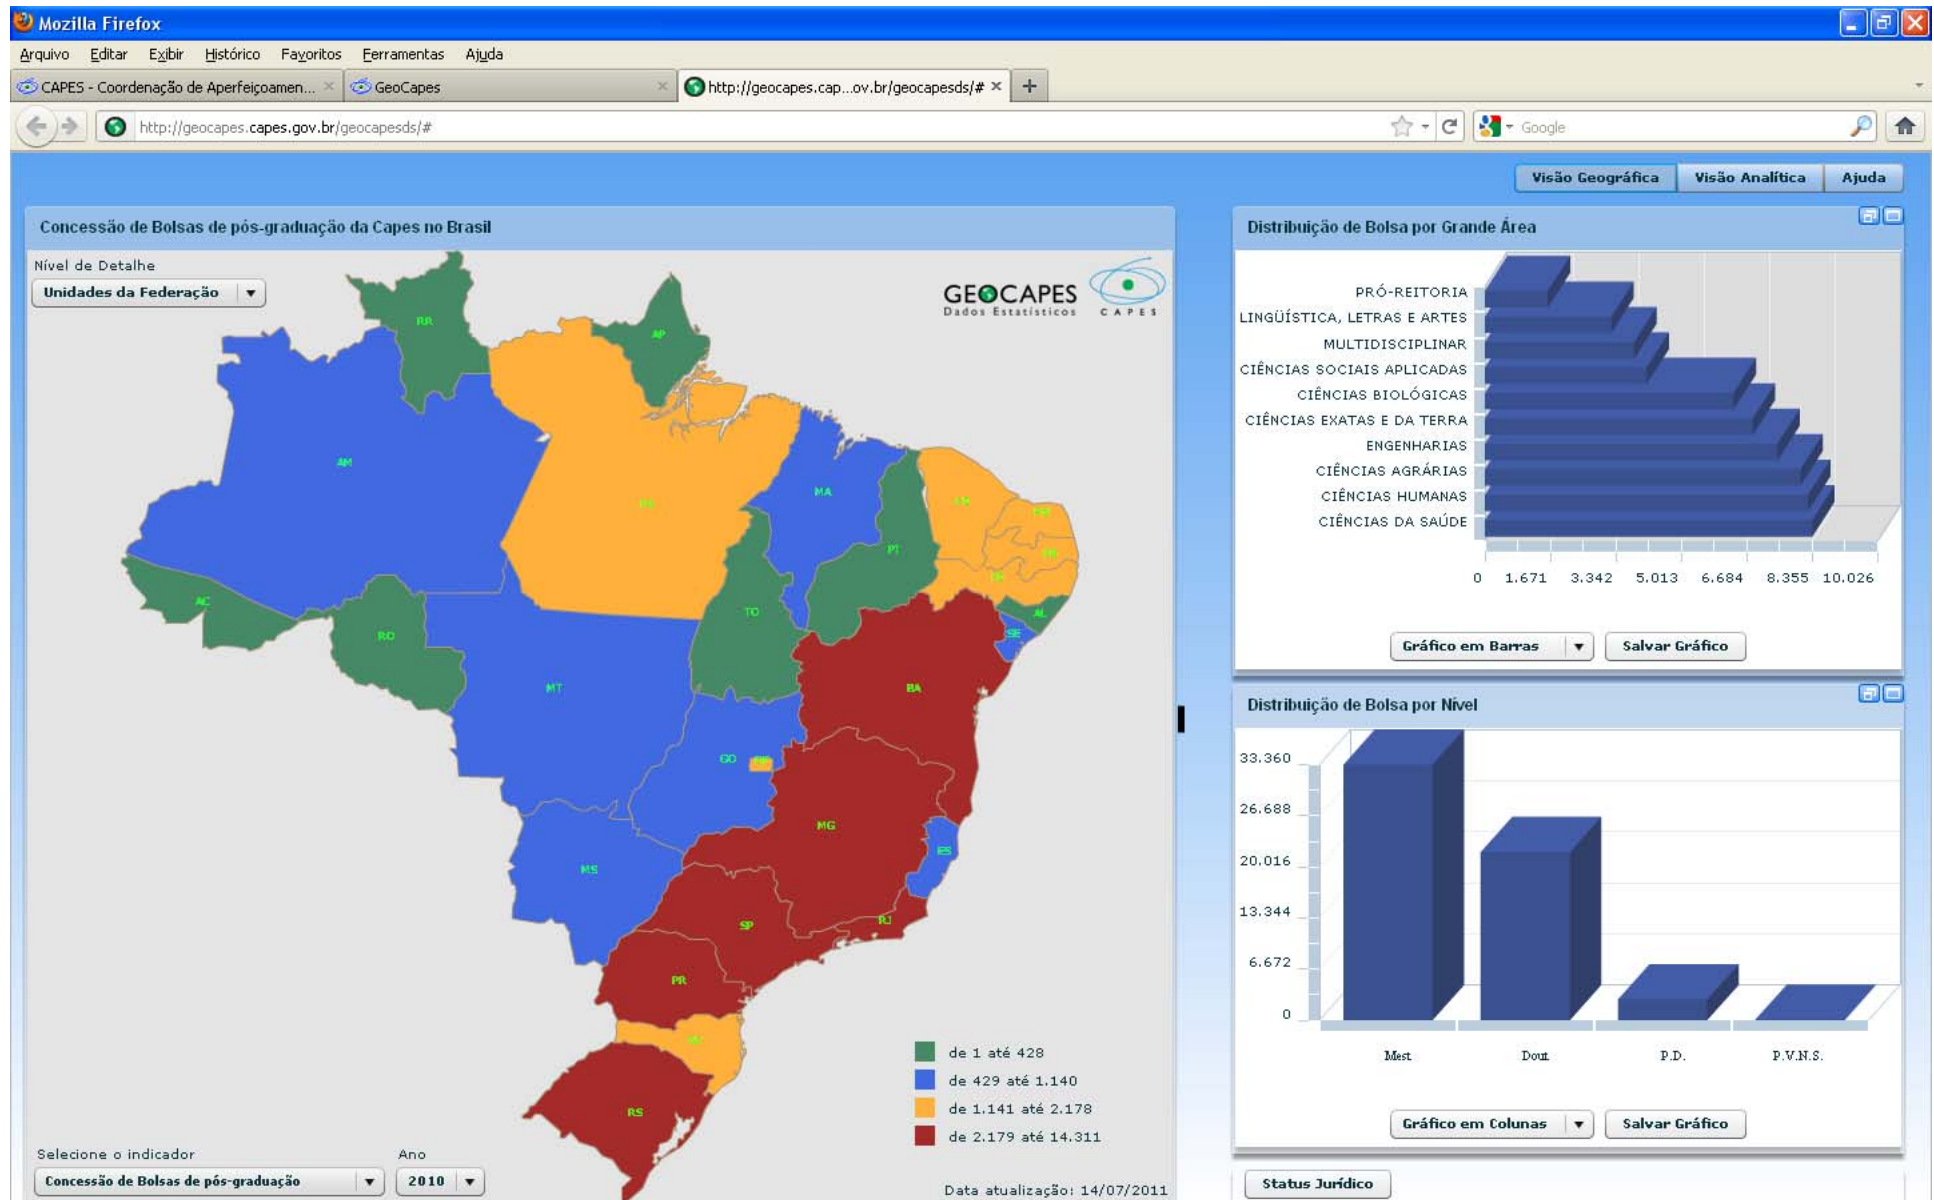 Mozilla Firefox
Arquivo Editar Exibir Histórico Favoritos Ferramentas Ajuda
CAPES - Coordenação de Aperfeiçoamen... GeoCapes http://geocapes.cap...ov.br/geocapesds/#
http://geocapes.capes.gov.br/geocapesds/# Google
Visão Geográfica Visão Analítica Ajuda
Concessão de Bolsas de pós-graduação da Capes no Brasil
Nível de Detalhe
Unidades da Federação
GEOCAPES
Dados Estatísticos
CAPES
RR
AP
AM
MA
PI
AC
RO
TO
AL
SE
MT
BA
GO
MG
ES
MS
SP
RJ
PR
RS
de 1 até 428
de 429 até 1.140
de 1.141 até 2.178
de 2.179 até 14.311
Selecione o indicador
Concessão de Bolsas de pós-graduação
Ano
2010
Data atualização: 14/07/2011
Distribuição de Bolsa por Grande Área
PRÓ-REITORIA
LINGÜÍSTICA, LETRAS E ARTES
MULTIDISCIPLINAR
CIÊNCIAS SOCIAIS APLICADAS
CIÊNCIAS BIOLÓGICAS
CIÊNCIAS EXATAS E DA TERRA
ENGENHARIAS
CIÊNCIAS AGRÁRIAS
CIÊNCIAS HUMANAS
CIÊNCIAS DA SAÚDE
0 1.671 3.342 5.013 6.684 8.355 10.026
Gráfico em Barras Salvar Gráfico
Distribuição de Bolsa por Nível
33.360
26.688
20.016
13.344
6.672
0
Mest. Dout. P.D. P.V.N.S.
Gráfico em Colunas Salvar Gráfico
Status Jurídico